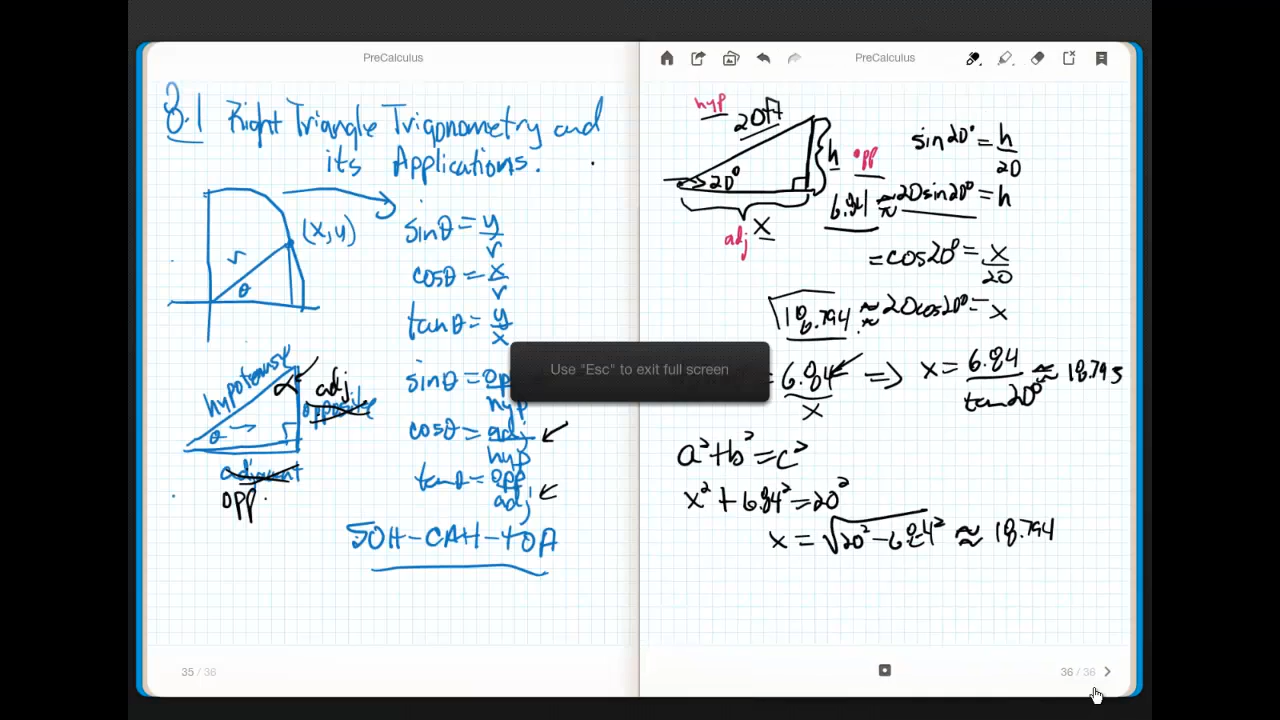 PreCalculus
8.1 Right Triangle Trigonometry and
its Applications.
(x,y)
r
θ
sinθ = y/r
cosθ = x/r
tanθ = y/x
hypotenuse
α
adj.
opposite
θ
adjacent
opp.
sinθ = opp/hyp
cosθ = adj/hyp
tanθ = opp/adj
SOH-CAH-TOA
35 / 38
PreCalculus
hyp
20ft
20°
h
opp
adj
x
sin20° = h/20
6.84 ≈ 20sin20° = h
=cos20° = x/20
18.794 ≈ 20cos20° = x
Use "Esc" to exit full screen
= 6.84/x ⇒ x = 6.84/tan20° ≈ 18.793
a²+b²=c²
x²+6.84²=20²
x = √20²-6.84² ≈ 18.794
36 / 38